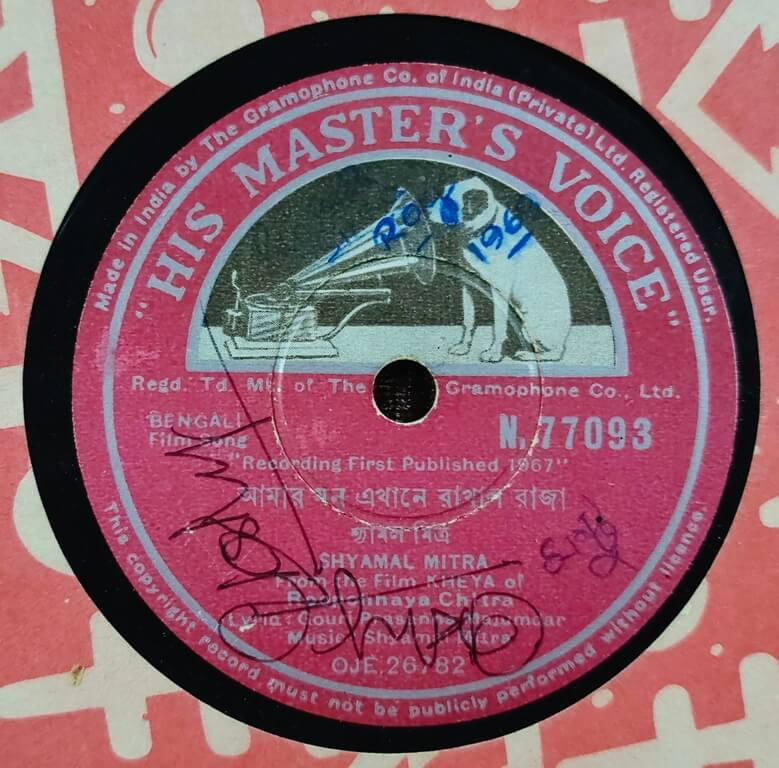 Made in India by The Gramophone Co. of India (Private) Ltd. Registered User.
"HIS MASTER'S VOICE"
1967
Regd. Td. Mk. of The Gramophone Co., Ltd.
BENGALI
Film Song
N. 77093
"Recording First Published 1967"
আমার মন এখানে রাখাল রাজা
শ্যামল মিত্র
SHYAMAL MITRA
From the Film KHEYA of
Chitra
Lyric: Gouri Prasanna Majumdar
Music: Shyamal Mitra
OJE.26782
This copyright record must not be publicly performed without licence.